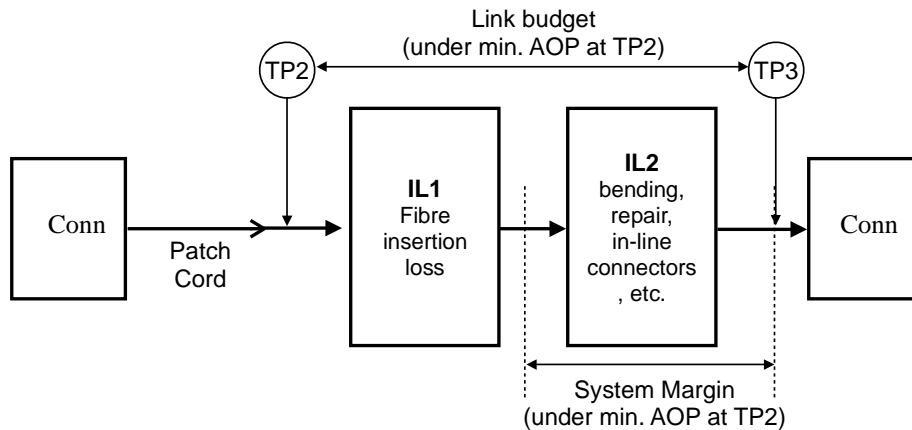 Link budget
(under min. AOP at TP2)
TP2
TP3
Conn
Patch
Cord
IL1
Fibre
insertion
loss
IL2
bending,
repair,
in-line
connectors
, etc.
Conn
System Margin
(under min. AOP at TP2)